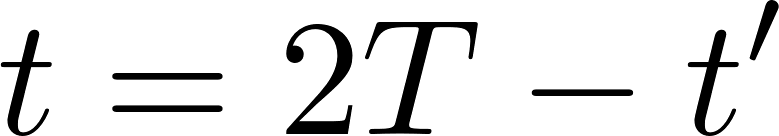 t = 2T − t′